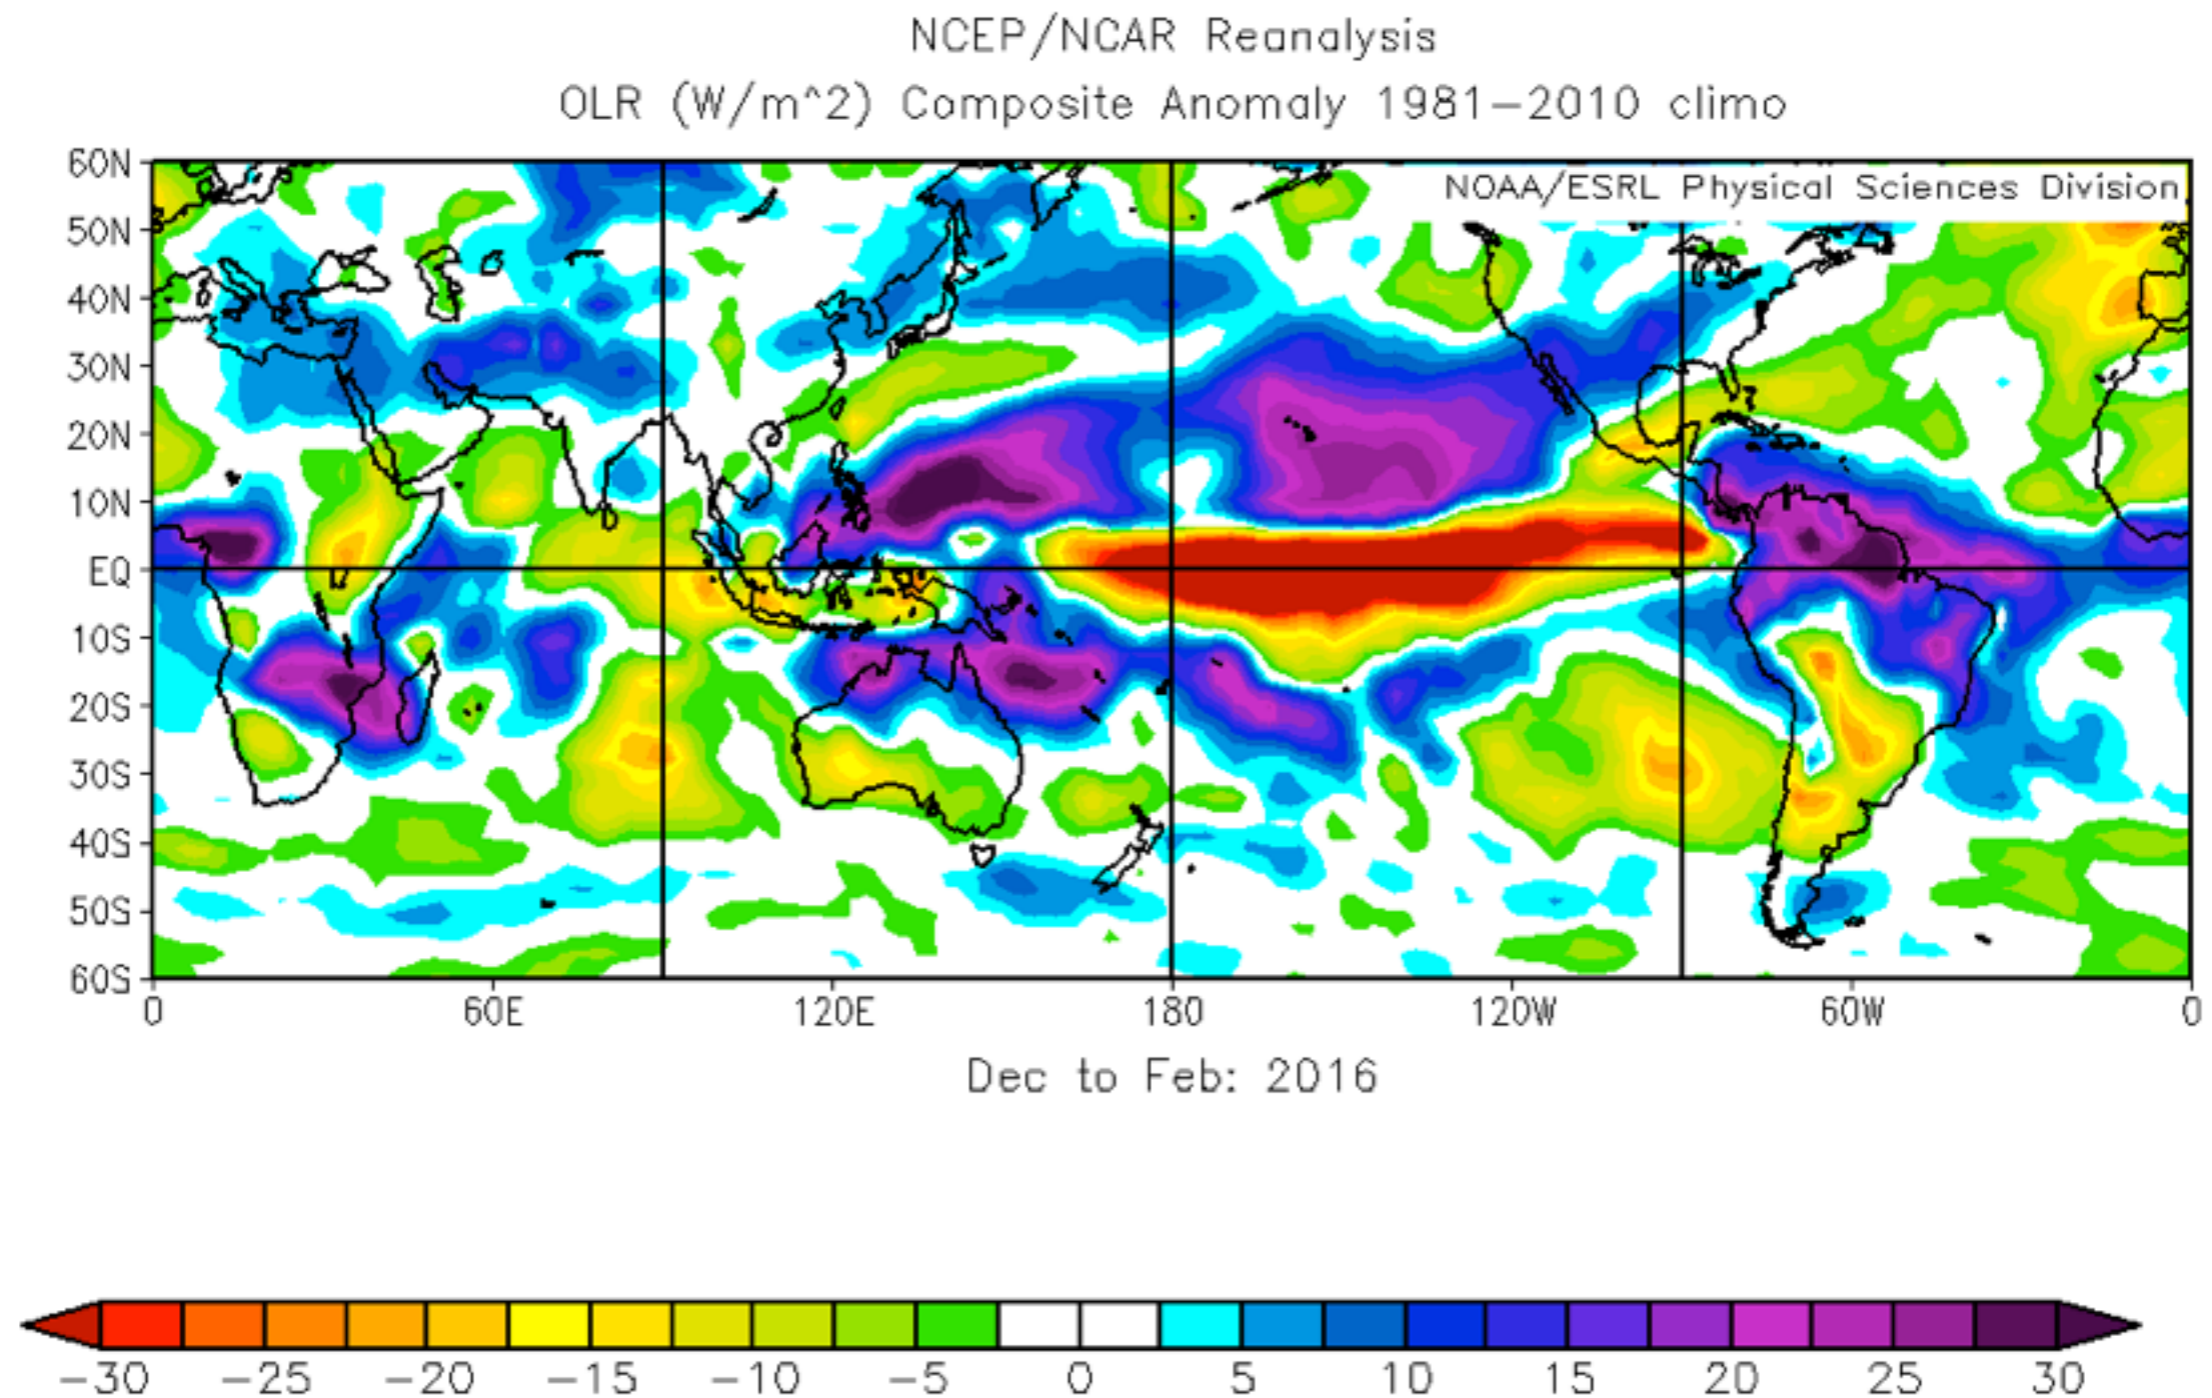 NCEP/NCAR Reanalysis
OLR (W/m^2) Composite Anomaly 1981-2010 climo
NOAA/ESRL Physical Sciences Division
60N
50N
40N
30N
20N
10N
EQ
10S
20S
30S
40S
50S
60S
0 60E 120E 180 120W 60W 0
Dec to Feb: 2016
-30 -25 -20 -15 -10 -5 0 5 10 15 20 25 30